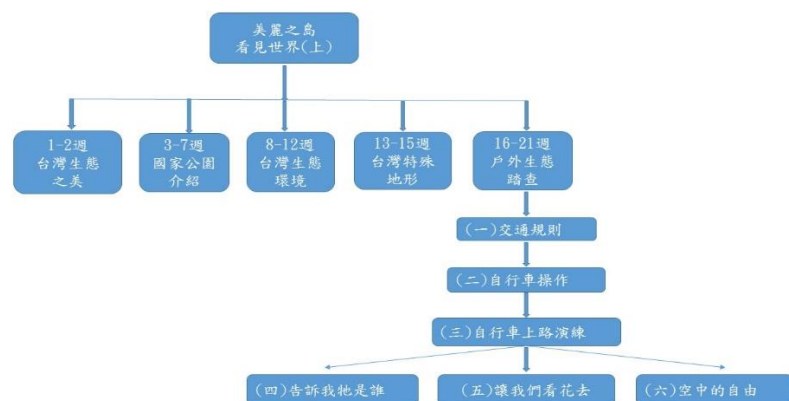 美麗之島
看見世界(上)
1-2週
台灣生態
之美
3-7週
國家公園
介紹
8-12週
台灣生態
環境
13-15週
台灣特殊
地形
16-21週
戶外生態
踏查
(一)交通規則
(二)自行車操作
(三)自行車上路演練
(四)告訴我牠是誰
(五)讓我們看花去
(六)空中的自由